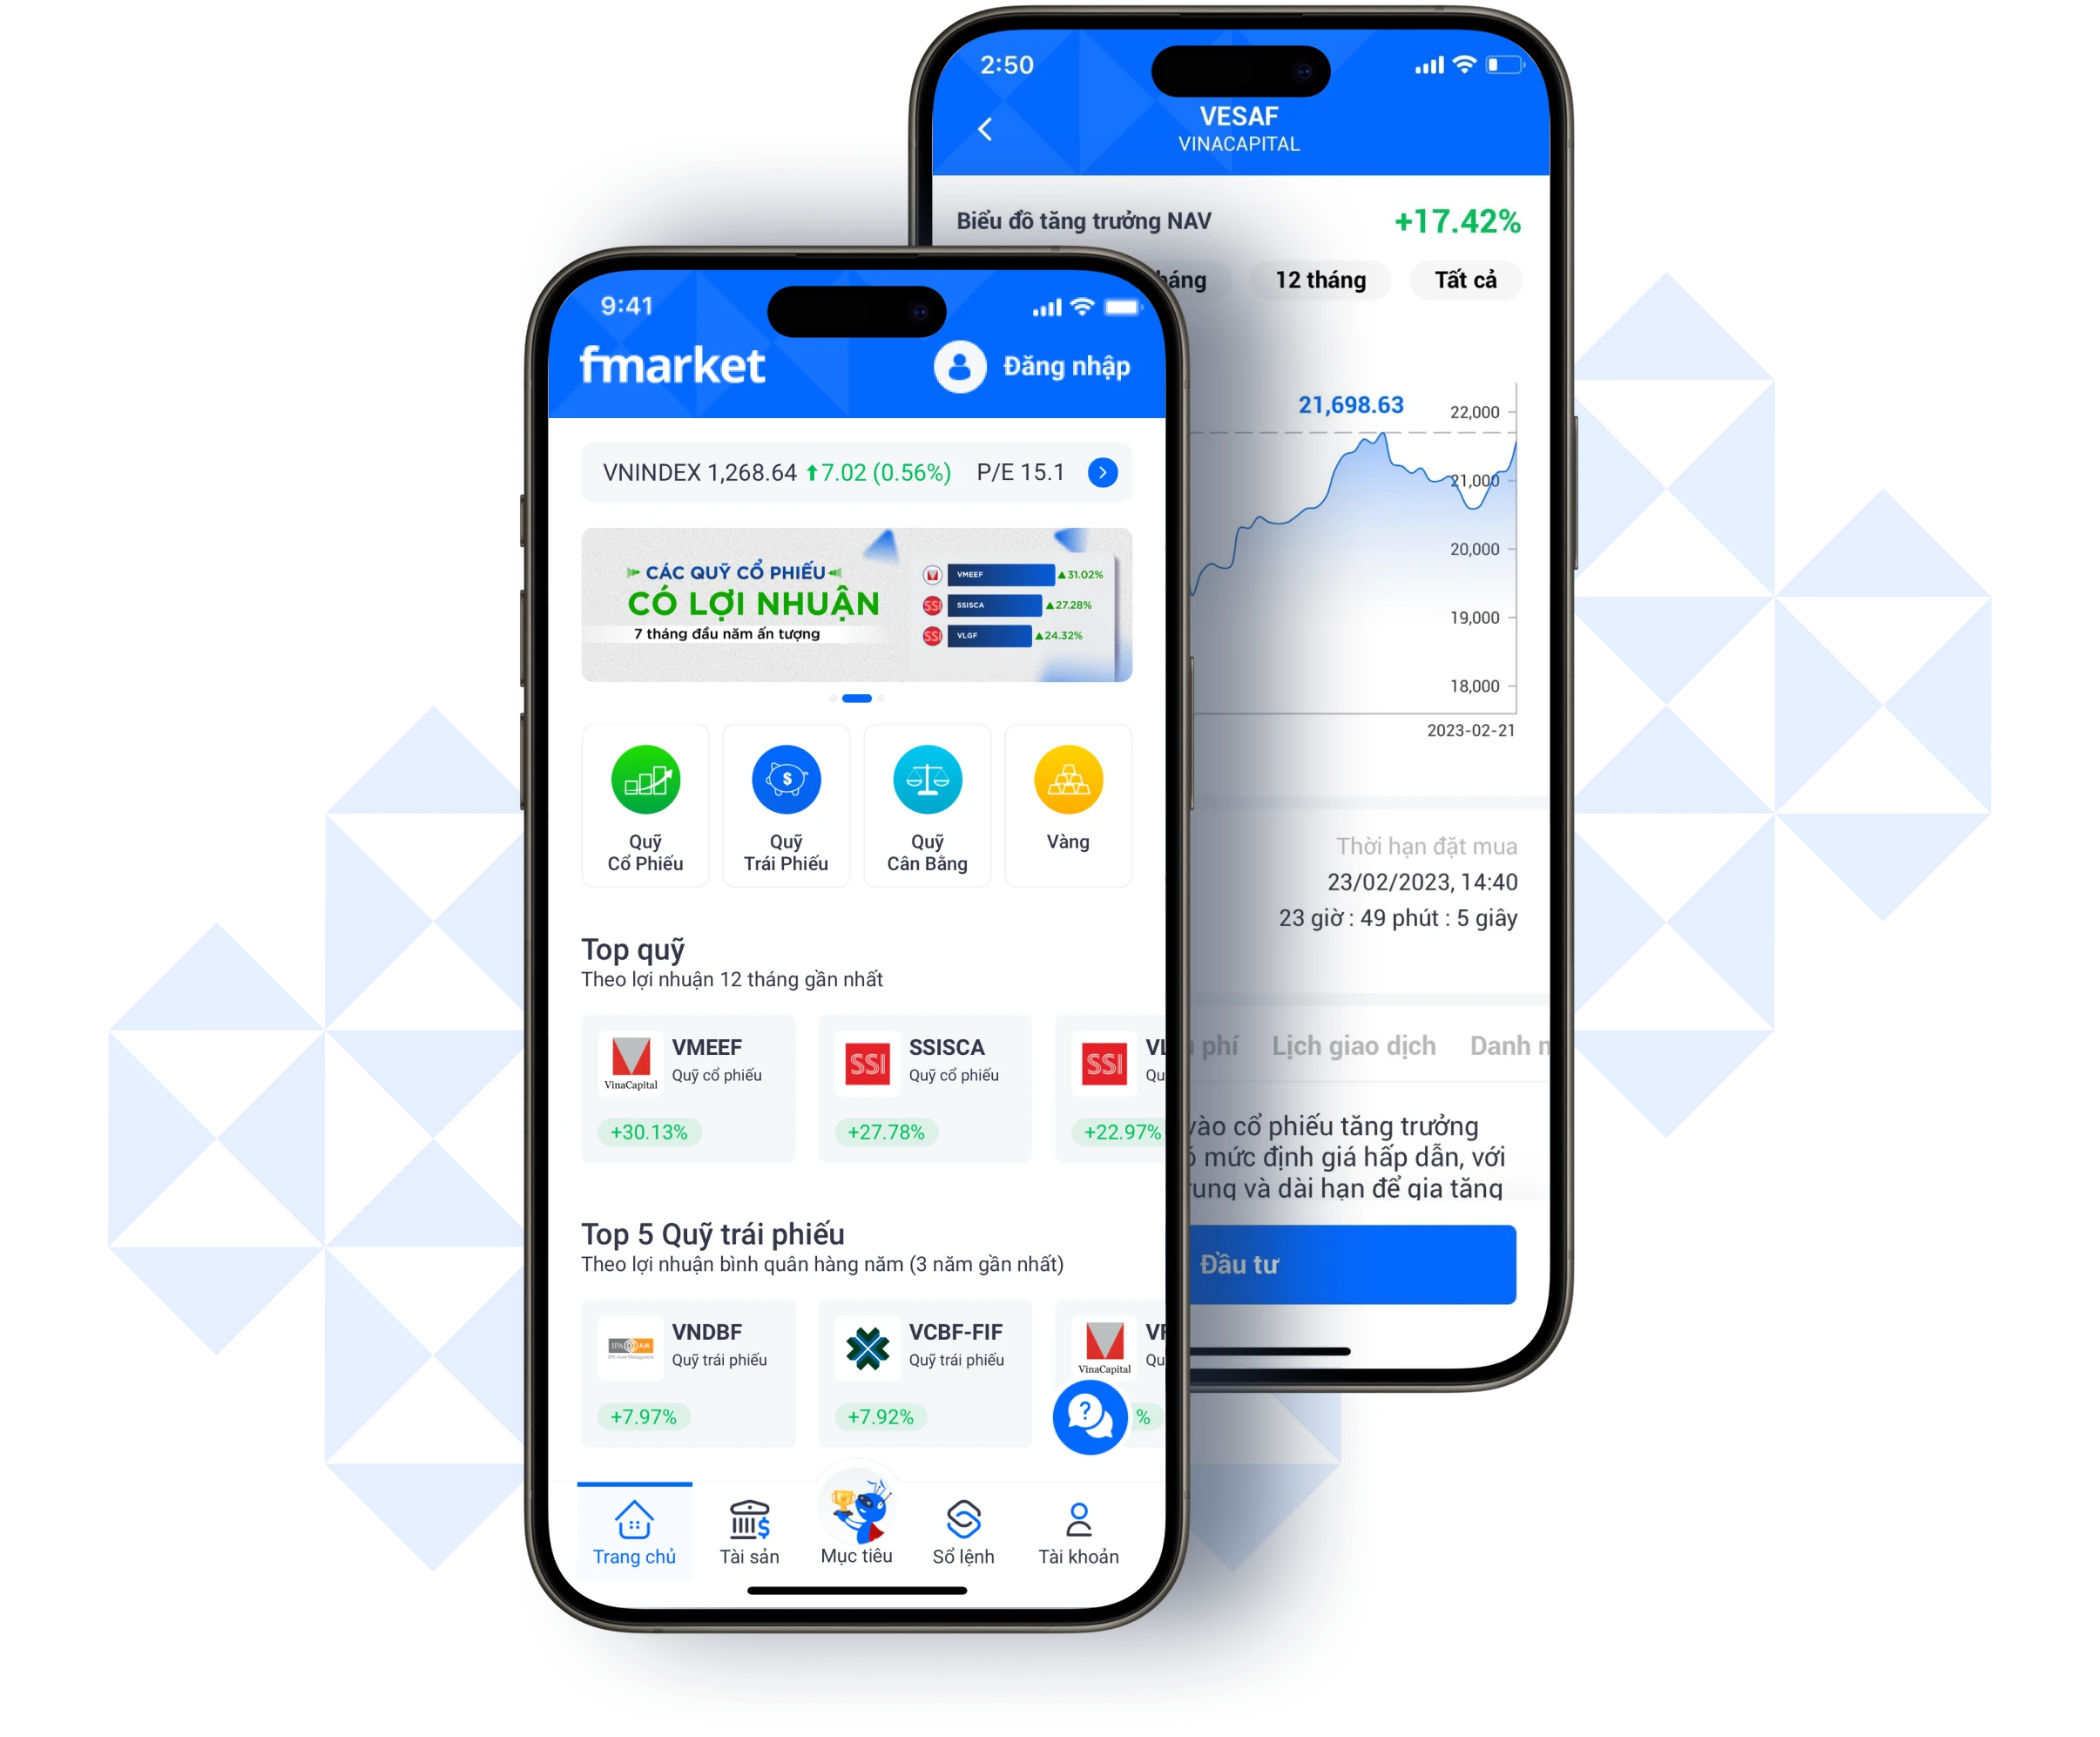 2:50
VESAF
VINACAPITAL
Biểu đồ tăng trưởng NAV
+17.42%
12 tháng
Tất cả
21,698.63
22,000
21,000
20,000
19,000
18,000
2023-02-21
Thời hạn đặt mua
23/02/2023, 14:40
23 giờ : 49 phút : 5 giây
phí Lịch giao dịch Danh
vào cổ phiếu tăng trưởng
mức định giá hấp dẫn, với
và dài hạn để gia tăng
Đầu tư
9:41
fmarket
Đăng nhập
VNINDEX 1,268.64 7.02 (0.56%) P/E 15.1
CÁC QUỸ CỔ PHIẾU
CÓ LỢI NHUẬN
7 tháng đầu năm ấn tượng
VMEEF 31.02%
SSI SSISCA 27.28%
SSI VLGF 24.32%
Quỹ
Cổ Phiếu
Quỹ
Trái Phiếu
Quỹ
Cân Bằng
Vàng
Top quỹ
Theo lợi nhuận 12 tháng gần nhất
VinaCapital
VMEEF
Quỹ cổ phiếu
+30.13%
SSI
SSISCA
Quỹ cổ phiếu
+27.78%
SSI
+22.97%
Top 5 Quỹ trái phiếu
Theo lợi nhuận bình quân hàng năm (3 năm gần nhất)
VNDBF
Quỹ trái phiếu
+7.97%
VCBF-FIF
Quỹ trái phiếu
+7.92%
VinaCapital
%
Trang chủ
Tài sản
Mục tiêu
Sổ lệnh
Tài khoản